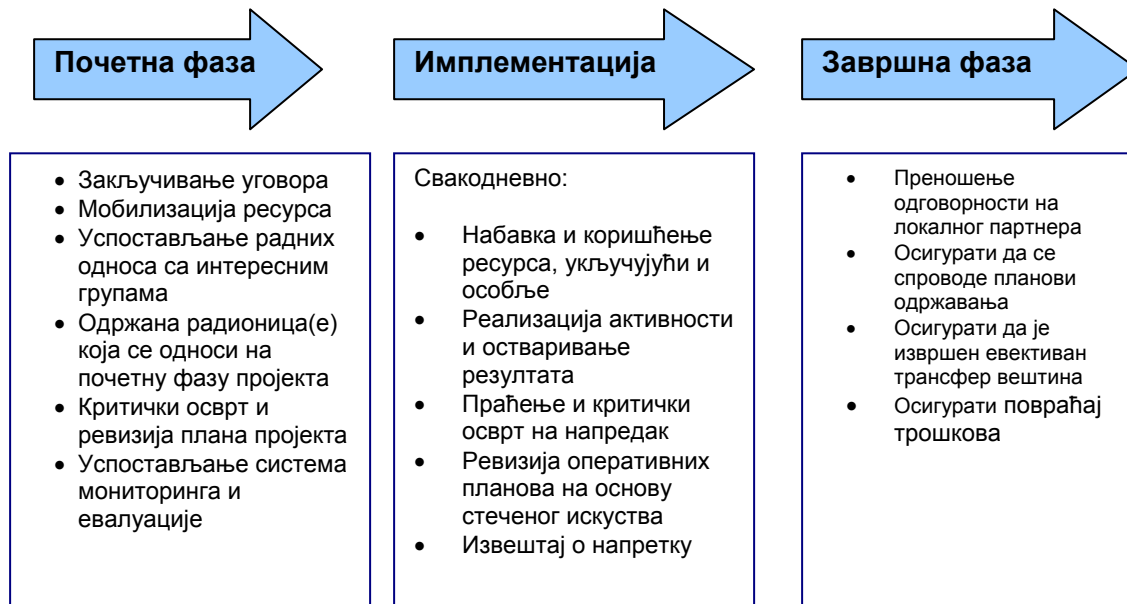 Почетна фаза
Имплементација
Завршна фаза
• Закључивање уговора
• Мобилизација ресурса
• Успостављање радних
односа са интересним
групама
• Одржана радионица(е)
која се односи на
почетну фазу пројекта
• Критички осврт и
ревизија плана пројекта
• Успостављање система
мониторинга и
евалуације
Свакодневно:
• Набавка и коришћење
ресурса, укључујући и
особље
• Реализација активности
и остваривање
резултата
• Праћење и критички
осврт на напредак
• Ревизија оперативних
планова на основу
стеченог искуства
• Извештај о напретку
• Преношење
одговорности на
локалног партнера
• Осигурати да се
спроводе планови
одржавања
• Осигурати да је
извршен евективан
трансфер вештина
• Осигурати повраћај
трошкова